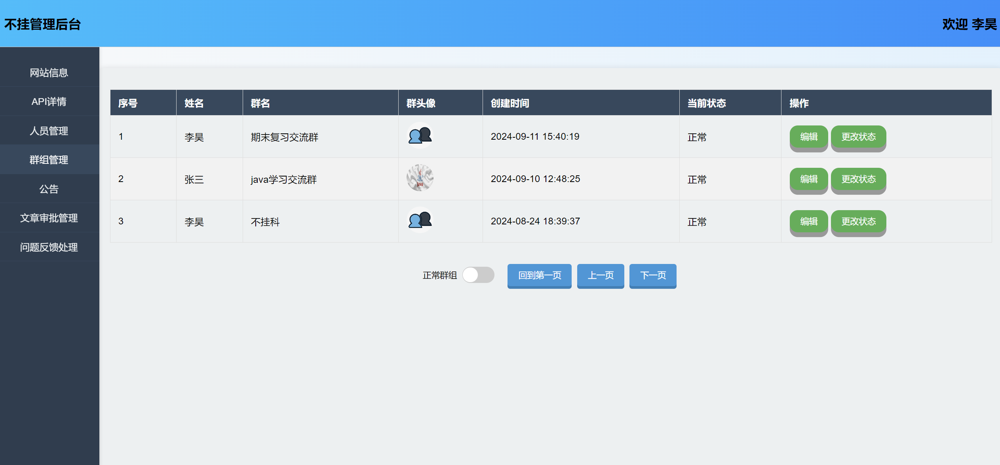 不挂管理后台
欢迎 李昊
网站信息
API详情
人员管理
群组管理
公告
文章审批管理
问题反馈处理
序号 姓名 群名 群头像 创建时间 当前状态 操作
1 李昊 期末复习交流群 2024-09-11 15:40:19 正常 编辑 更改状态
2 张三 java学习交流群 Java 2024-09-10 12:48:25 正常 编辑 更改状态
3 李昊 不挂科 2024-08-24 18:39:37 正常 编辑 更改状态
正常群组 回到第一页 上一页 下一页